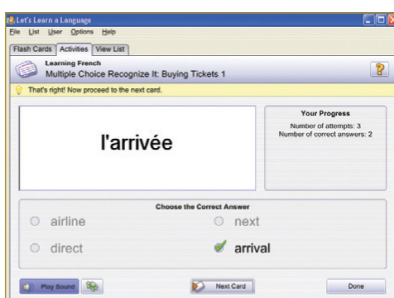 Let's Learn a Language
File List User Options Help
Flash Cards Activities View List
Learning French
Multiple Choice Recognize It: Buying Tickets 1
That's right! Now proceed to the next card.
l'arrivée
Your Progress
Number of attempts: 3
Number of correct answers: 2
Choose the Correct Answer
airline next
direct arrival
Play Sound Next Card Done